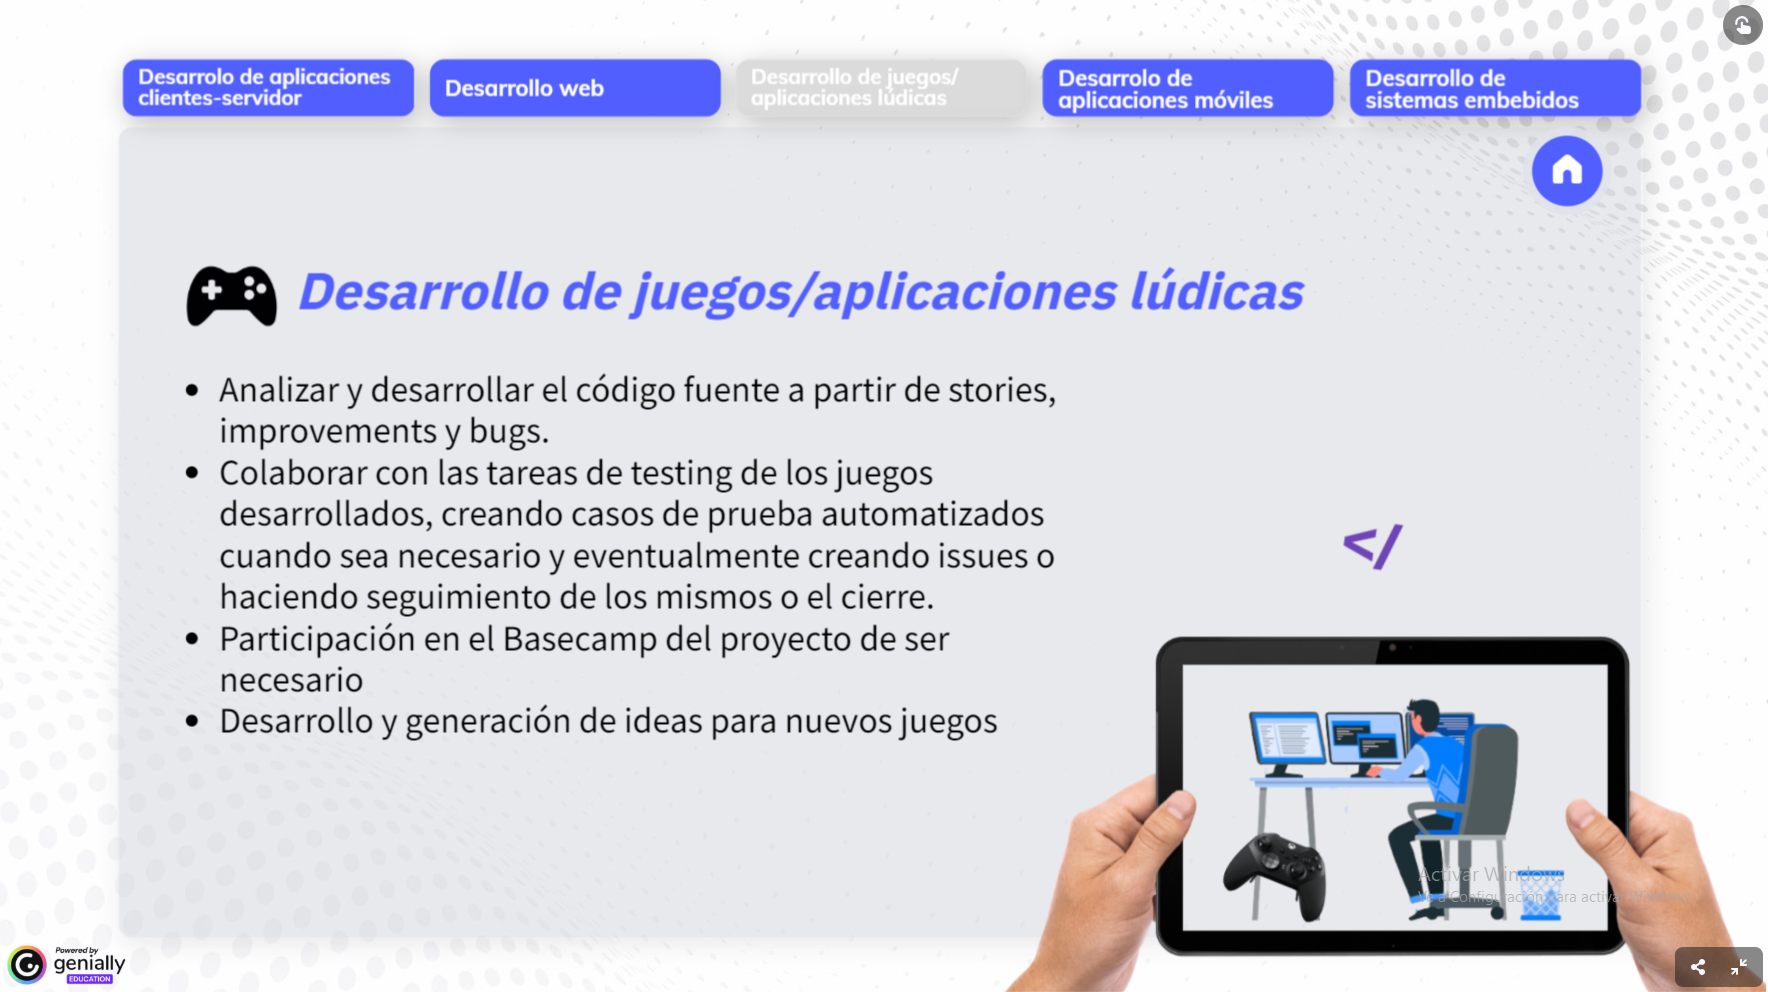 Desarrolo de aplicaciones
clientes-servidor
Desarrollo web
Desarrollo de juegos/
aplicaciones lúdicas
Desarrolo de
aplicaciones móviles
Desarrollo de
sistemas embebidos
Desarrollo de juegos/aplicaciones lúdicas
• Analizar y desarrollar el código fuente a partir de stories,
improvements y bugs.
• Colaborar con las tareas de testing de los juegos
desarrollados, creando casos de prueba automatizados
cuando sea necesario y eventualmente creando issues o
haciendo seguimiento de los mismos o el cierre.
• Participación en el Basecamp del proyecto de ser
necesario
• Desarrollo y generación de ideas para nuevos juegos
</
Activar Windows
Ve a Configuración para activar Windows.
Powered by
genially
EDUCATION